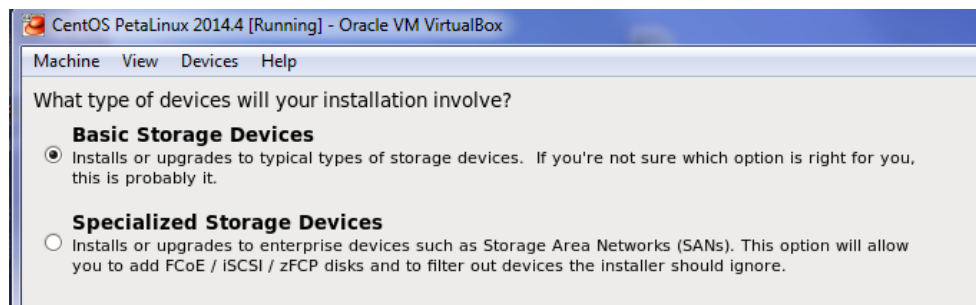 CentOS PetaLinux 2014.4 [Running] - Oracle VM VirtualBox
Machine View Devices Help
What type of devices will your installation involve?
Basic Storage Devices
Installs or upgrades to typical types of storage devices. If you're not sure which option is right for you,
this is probably it.
Specialized Storage Devices
Installs or upgrades to enterprise devices such as Storage Area Networks (SANs). This option will allow
you to add FCoE / iSCSI / zFCP disks and to filter out devices the installer should ignore.